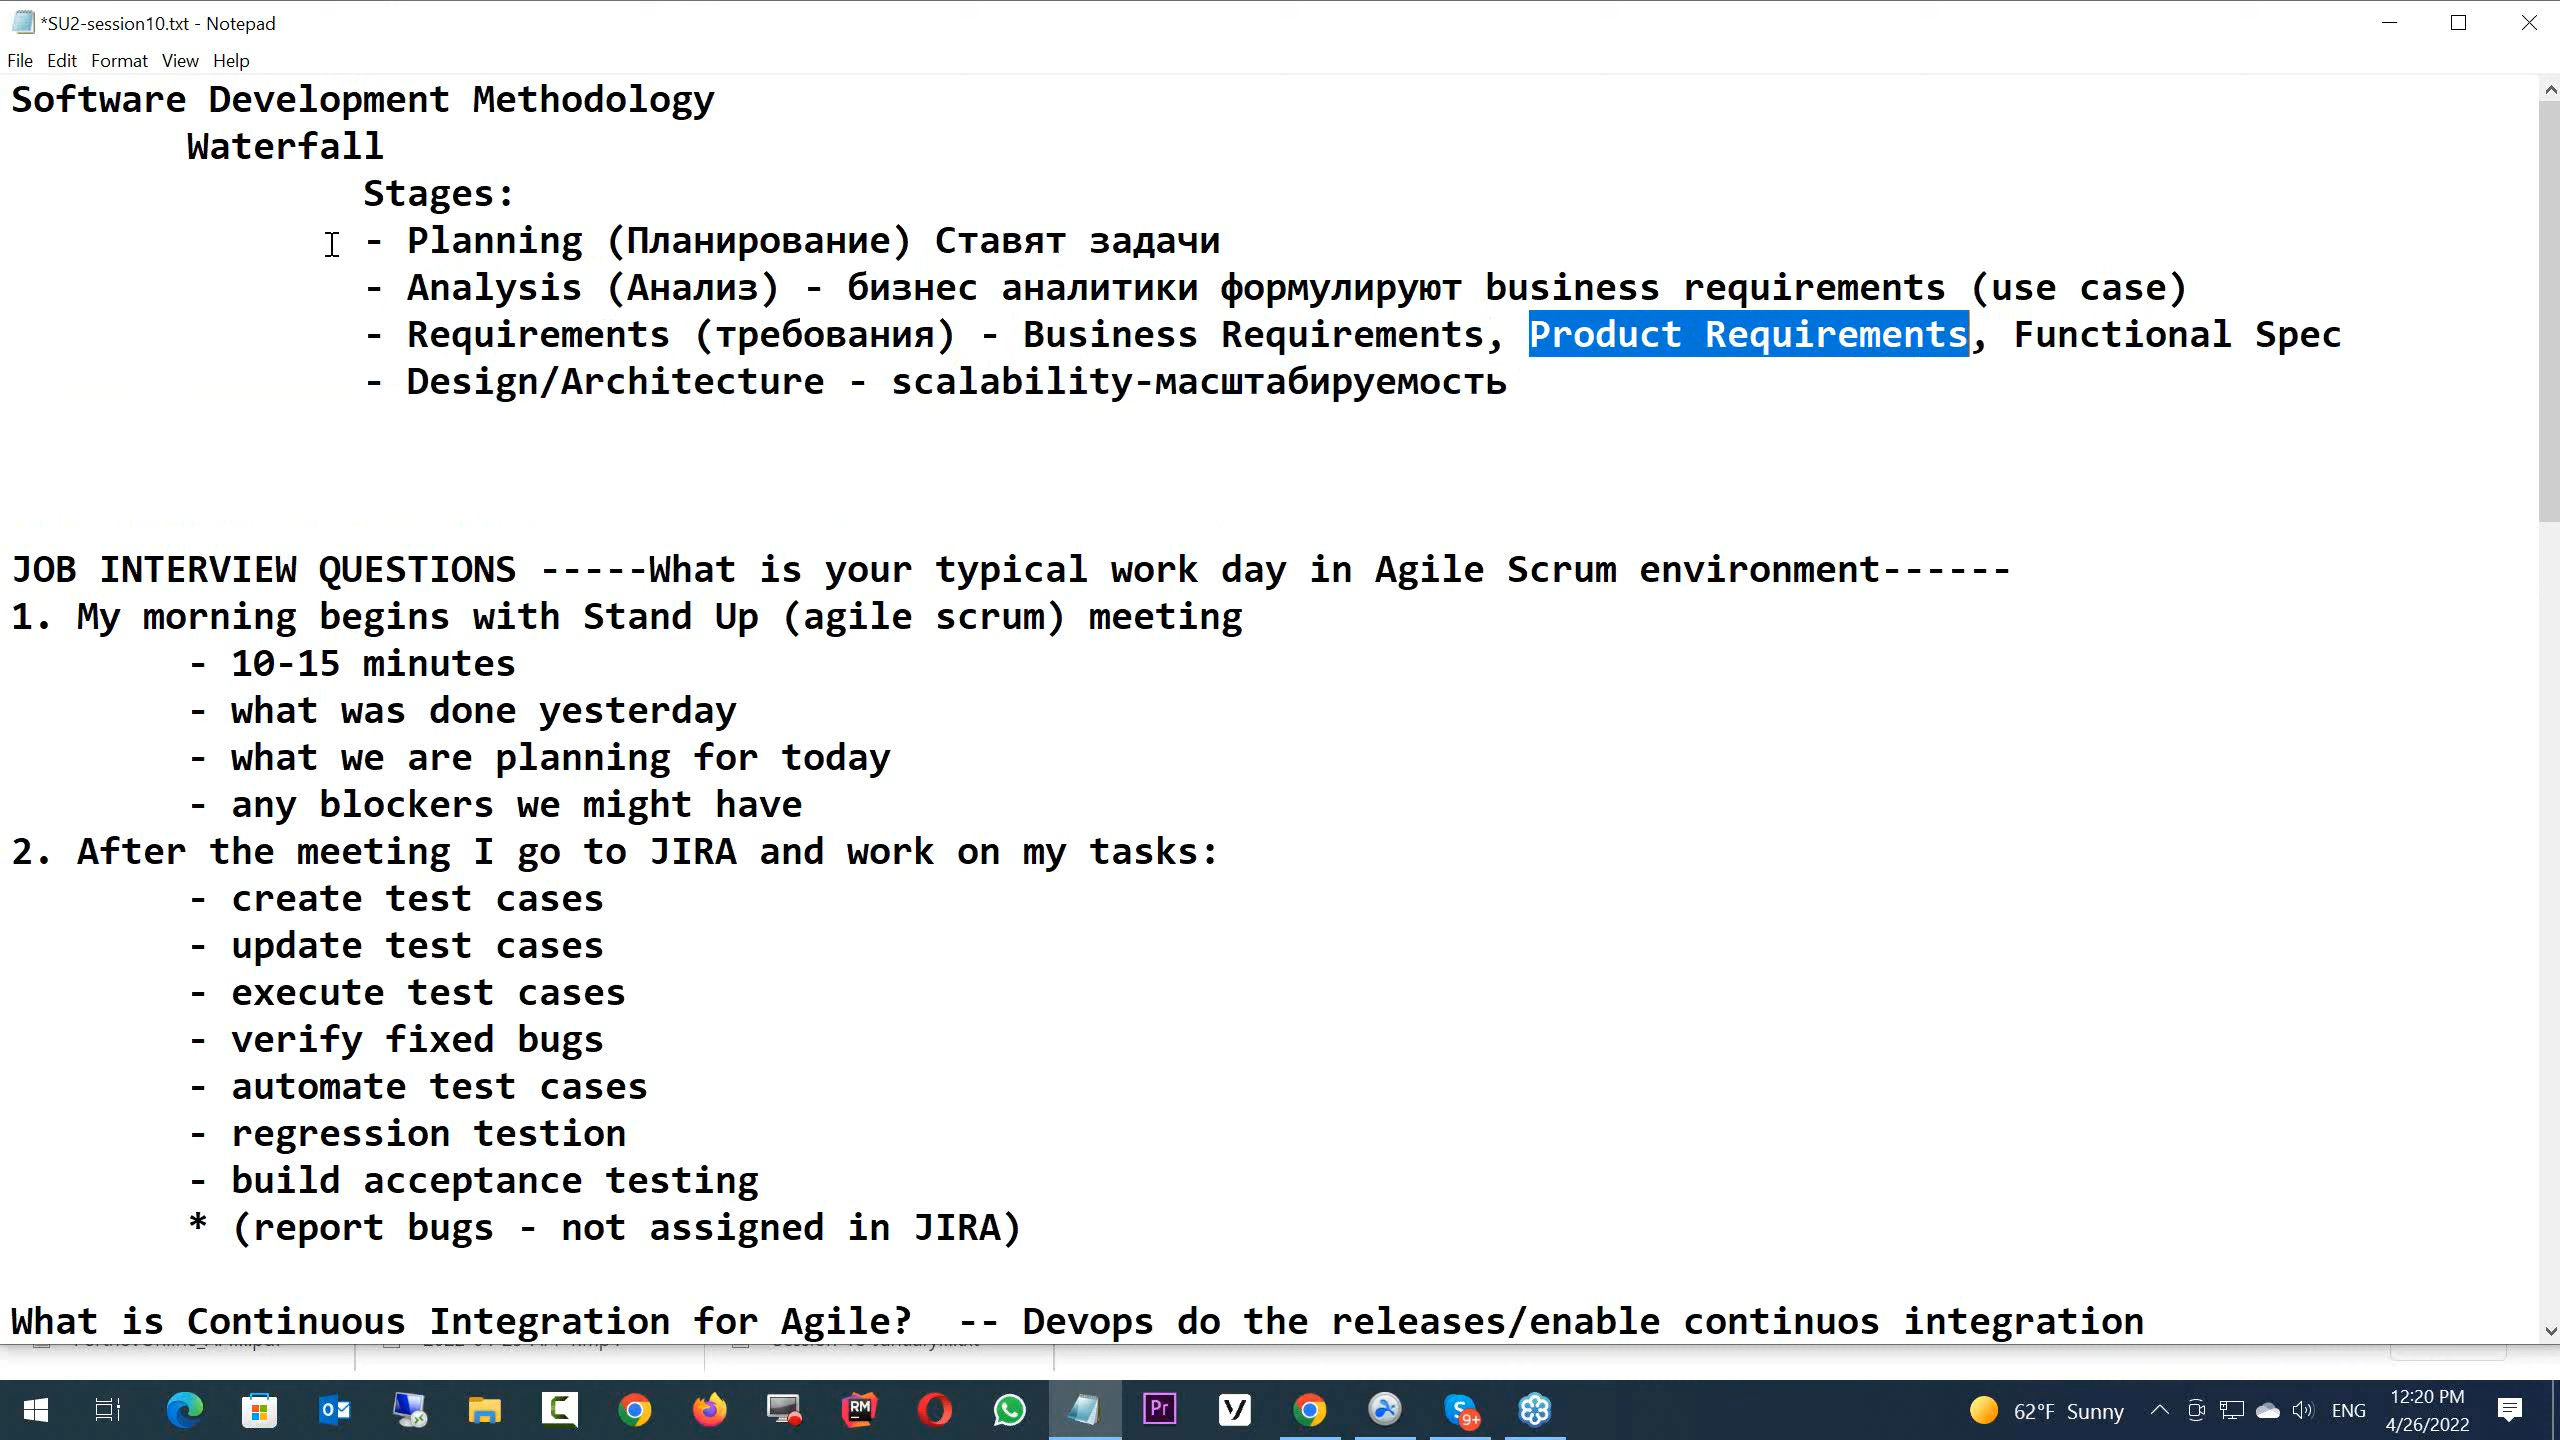 *SU2-session10.txt - Notepad
File Edit Format View Help
Software Development Methodology
Waterfall
Stages:
- Planning (Планирование) Ставят задачи
- Analysis (Анализ) - бизнес аналитики формулируют business requirements (use case)
- Requirements (требования) - Business Requirements, Product Requirements, Functional Spec
- Design/Architecture - scalability-масштабируемость
JOB INTERVIEW QUESTIONS -----What is your typical work day in Agile Scrum environment------
1. My morning begins with Stand Up (agile scrum) meeting
- 10-15 minutes
- what was done yesterday
- what we are planning for today
- any blockers we might have
2. After the meeting I go to JIRA and work on my tasks:
- create test cases
- update test cases
- execute test cases
- verify fixed bugs
- automate test cases
- regression testion
- build acceptance testing
* (report bugs - not assigned in JIRA)
What is Continuous Integration for Agile?  -- Devops do the releases/enable continuos integration
62°F Sunny ENG 12:20 PM
4/26/2022